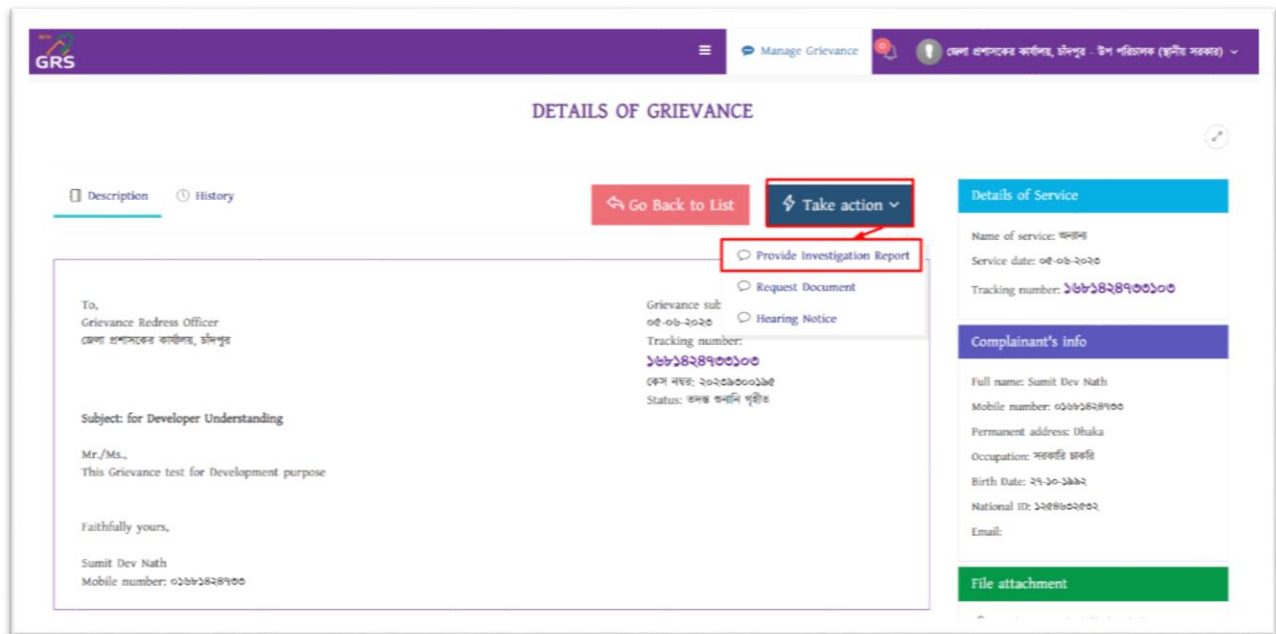 GRS
Manage Grievance
জেলা প্রশাসকের কার্যালয়, চাঁদপুর - উপ পরিচালক (স্থানীয় সরকার)
DETAILS OF GRIEVANCE
Description
History
Go Back to List
Take action
Provide Investigation Report
Request Document
Hearing Notice
To,
Grievance Redress Officer
জেলা প্রশাসকের কার্যালয়, চাঁদপুর
Grievance sub
০৫-০৬-২০২৩
Tracking number:
১৬৮১৪২৪৭৩৩১০৩
কেস নম্বর: ২০২৩৯৩০০১৯৫
Status: তদন্ত শুনানি গৃহীত
Subject: for Developer Understanding
Mr./Ms.,
This Grievance test for Development purpose
Faithfully yours,
Sumit Dev Nath
Mobile number: ০১৬৮১৪২৪৭৩৩
Details of Service
Name of service: অন্যান্য
Service date: ০৫-০৬-২০২৩
Tracking number: ১৬৮১৪২৪৭৩৩১০৩
Complainant's info
Full name: Sumit Dev Nath
Mobile number: ০১৬৮১৪২৪৭৩৩
Permanent address: Dhaka
Occupation: সরকারি চাকরি
Birth Date: ২৭-১০-১৯৯২
National ID: ১২৫৪৬৩২৫৩২
Email:
File attachment